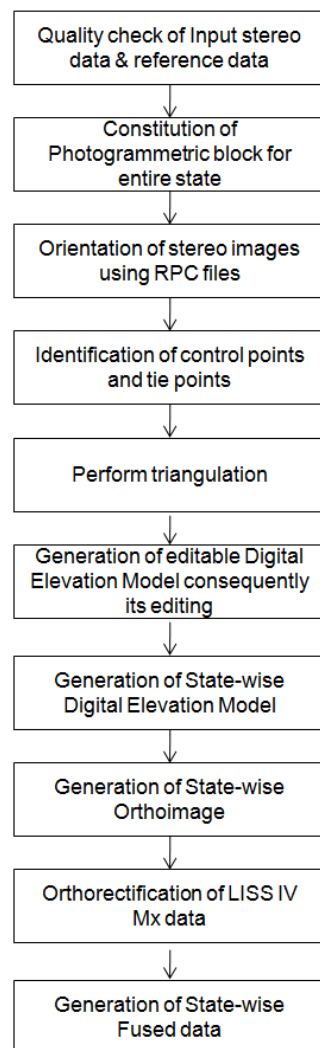 Quality check of Input stereo
data & reference data
Constitution of
Photogrammetric block for
entire state
Orientation of stereo images
using RPC files
Identification of control points
and tie points
Perform triangulation
Generation of editable Digital
Elevation Model consequently
its editing
Generation of State-wise
Digital Elevation Model
Generation of State-wise
Orthoimage
Orthorectification of LISS IV
Mx data
Generation of State-wise
Fused data